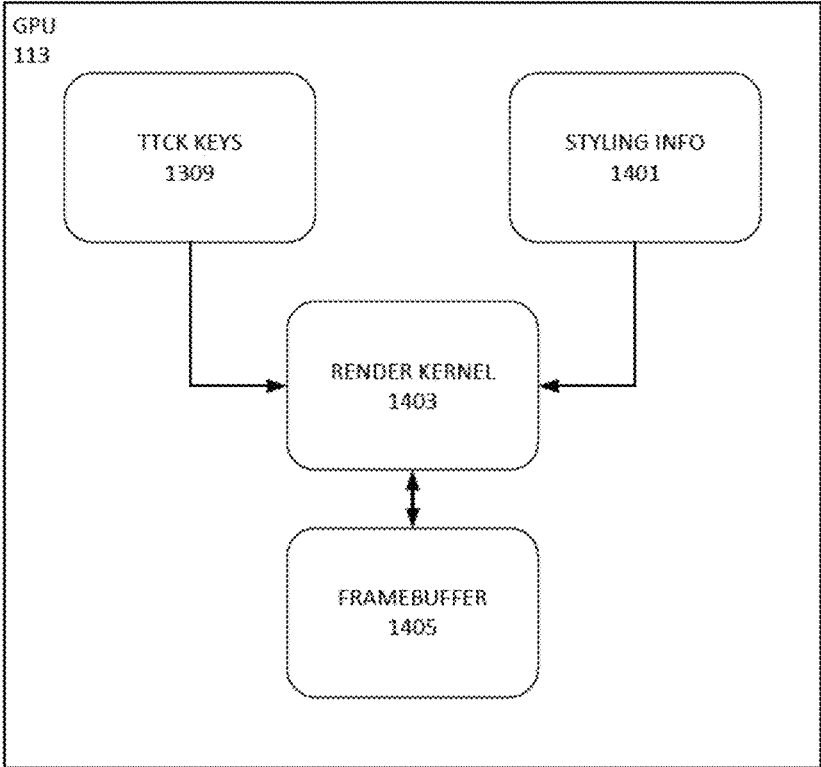 GPU
113
TTCK KEYS
1309
STYLING INFO
1401
RENDER KERNEL
1403
FRAMEBUFFER
1405